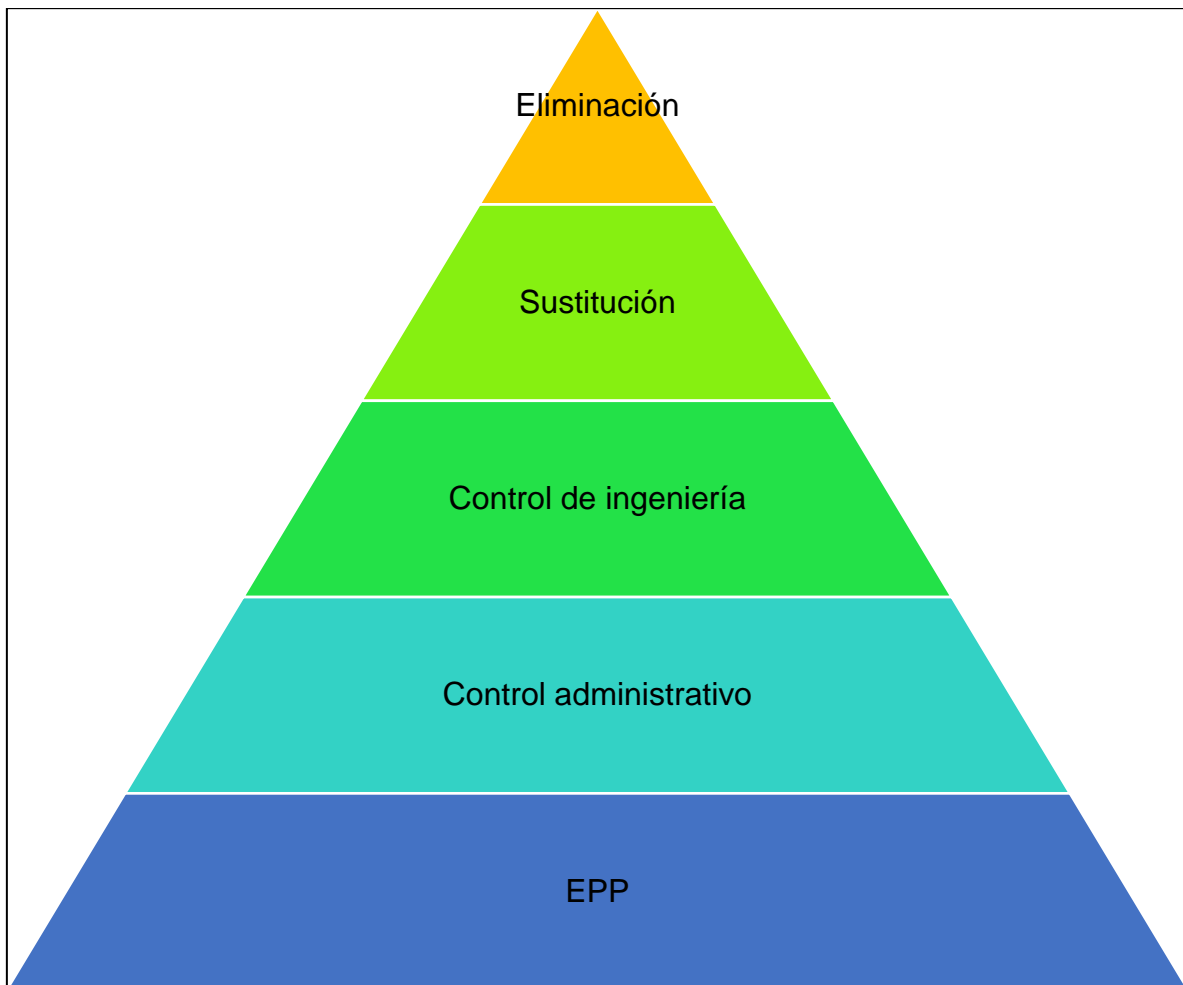 Eliminación
Sustitución
Control de ingeniería
Control administrativo
EPP